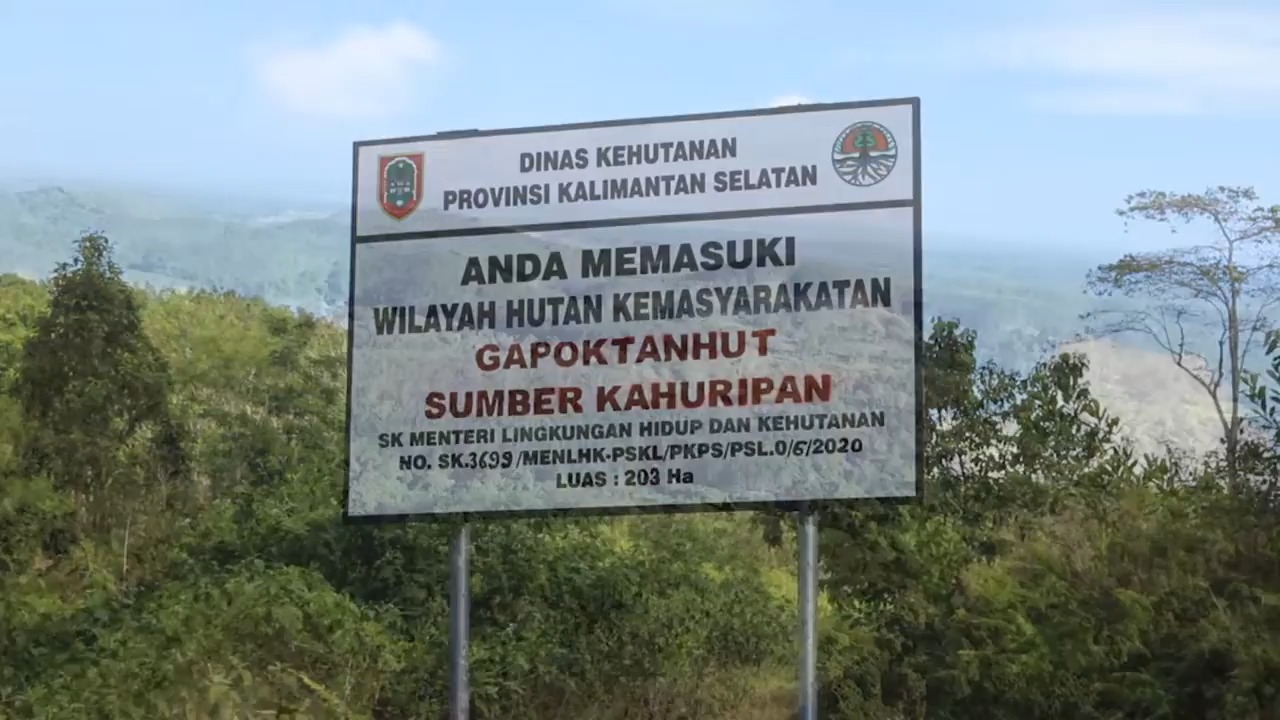 DINAS KEHUTANAN
PROVINSI KALIMANTAN SELATAN
ANDA MEMASUKI
WILAYAH HUTAN KEMASYARAKATAN
GAPOKTANHUT
SUMBER KAHURIPAN
SK MENTERI LINGKUNGAN HIDUP DAN KEHUTANAN
NO. SK.3699/MENLHK-PSKL/PKPS/PSL.0/6/2020
LUAS : 203 Ha